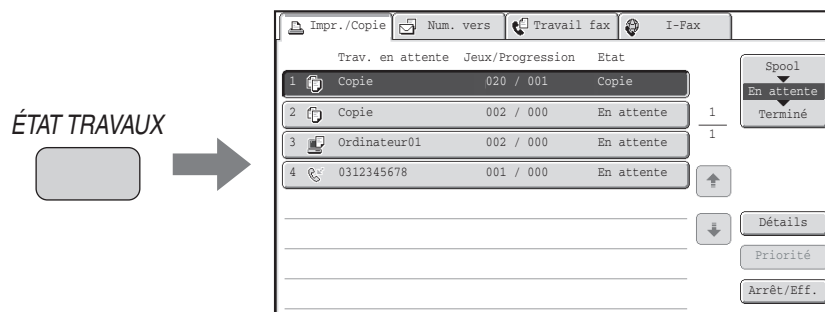 ÉTAT TRAVAUX
Impr./Copie Num. vers Travail fax I-Fax
Trav. en attente Jeux/Progression Etat
1 Copie 020 / 001 Copie
2 Copie 002 / 000 En attente
3 Ordinateur01 002 / 000 En attente
4 0312345678 001 / 000 En attente
1
1
Spool
En attente
Terminé
Détails
Priorité
Arrêt/Eff.